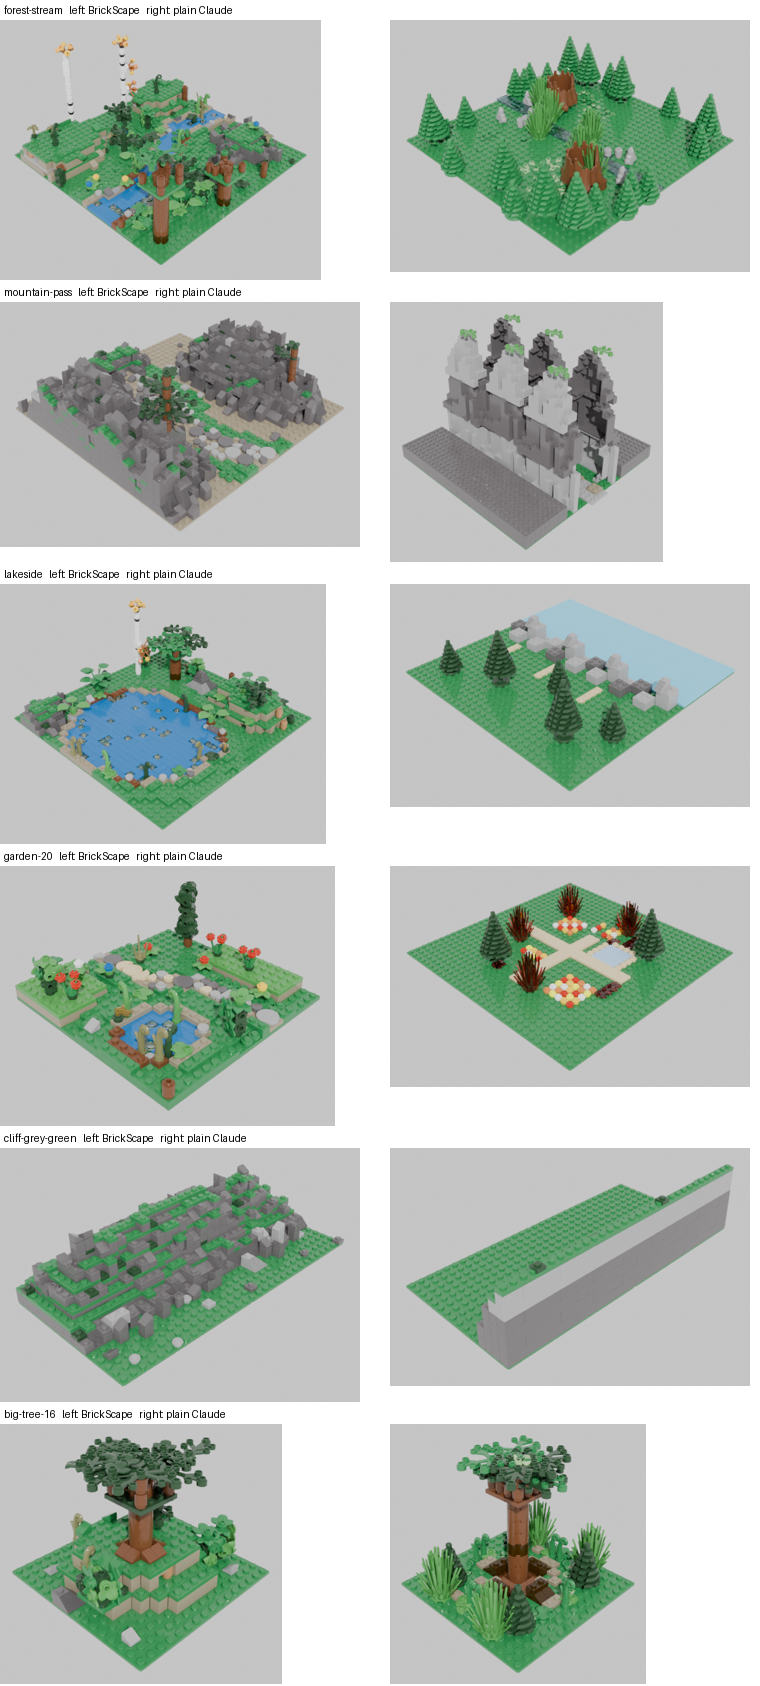 forest-stream left BrickScape right plain Claude
mountain-pass left BrickScape right plain Claude
lakeside left BrickScape right plain Claude
garden-20 left BrickScape right plain Claude
cliff-grey-green left BrickScape right plain Claude
big-tree-16 left BrickScape right plain Claude